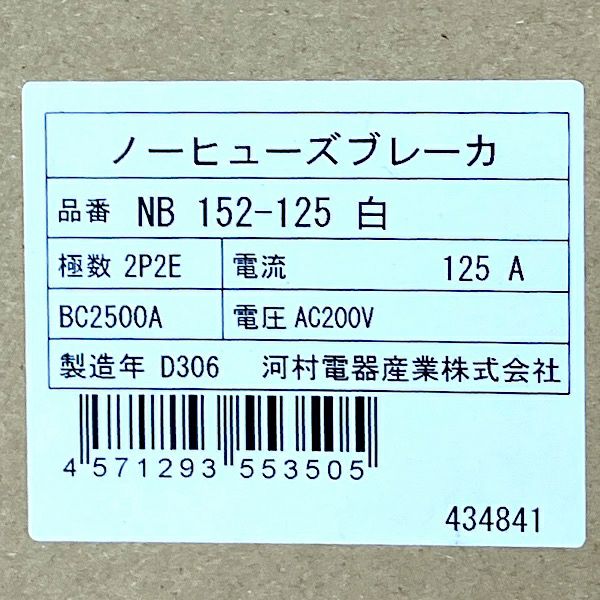 ノーヒューズブレーカ
品番 NB 152-125 白
極数 2P2E 電流 125 A
BC2500A 電圧 AC200V
製造年 D306 河村電器産業株式会社
4 571293 553505
434841